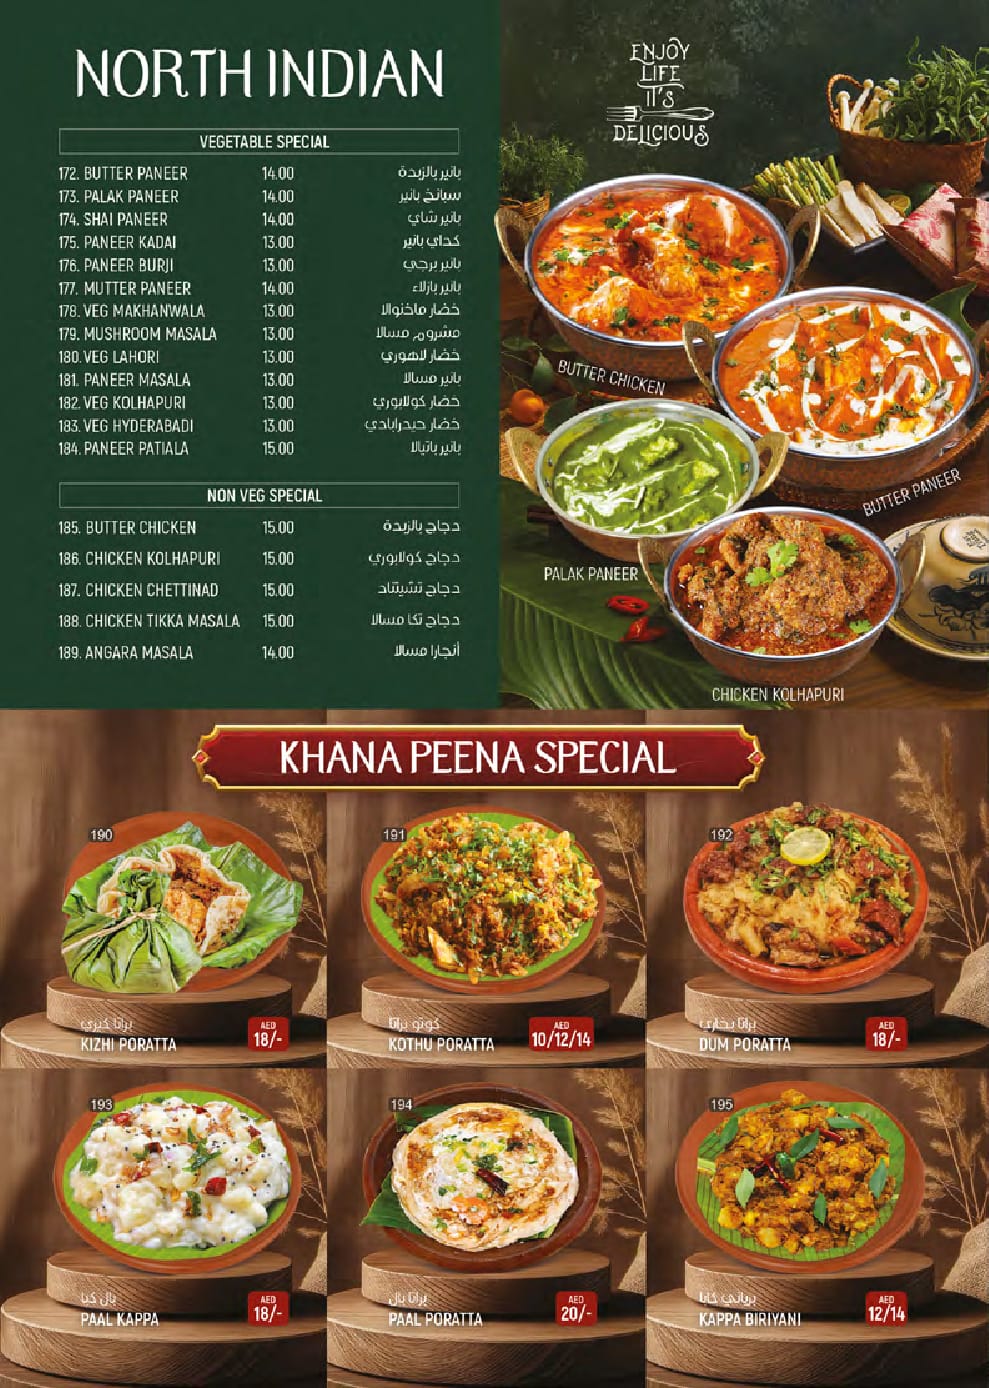 NORTH INDIAN
VEGETABLE SPECIAL
172. BUTTER PANEER 14.00 بانير بالزبدة
173. PALAK PANEER 14.00 سبانخ بانير
174. SHAI PANEER 14.00 بانير شاي
175. PANEER KADAI 13.00 كداي بانير
176. PANEER BURJI 13.00 بانير برجي
177. MUTTER PANEER 14.00 بانير بازلاء
178. VEG MAKHANWALA 13.00 خضار ماخنوالا
179. MUSHROOM MASALA 13.00 مشروم مسالا
180. VEG LAHORI 13.00 خضار لاهوري
181. PANEER MASALA 13.00 بانير مسالا
182. VEG KOLHAPURI 13.00 خضار كولابوري
183. VEG HYDERABADI 13.00 خضار حيدرابادي
184. PANEER PATIALA 15.00 بانير باتيالا
NON VEG SPECIAL
185. BUTTER CHICKEN 15.00 دجاج بالزبدة
186. CHICKEN KOLHAPURI 15.00 دجاج كولابوري
187. CHICKEN CHETTINAD 15.00 دجاج تشيتناد
188. CHICKEN TIKKA MASALA 15.00 دجاج تكا مسالا
189. ANGARA MASALA 14.00 أنجارا مسالا
ENJOY
LIFE
IT'S
DELICIOUS
BUTTER CHICKEN
BUTTER PANEER
PALAK PANEER
CHICKEN KOLHAPURI
KHANA PEENA SPECIAL
190
براتا كيزي
KIZHI PORATTA
AED
18/-
191
كوتو براتا
KOTHU PORATTA
AED
10/12/14
192
براتا بخاري
DUM PORATTA
AED
18/-
193
بال كبا
PAAL KAPPA
AED
18/-
194
براتا بال
PAAL PORATTA
AED
20/-
195
برياني كابا
KAPPA BIRIYANI
AED
12/14